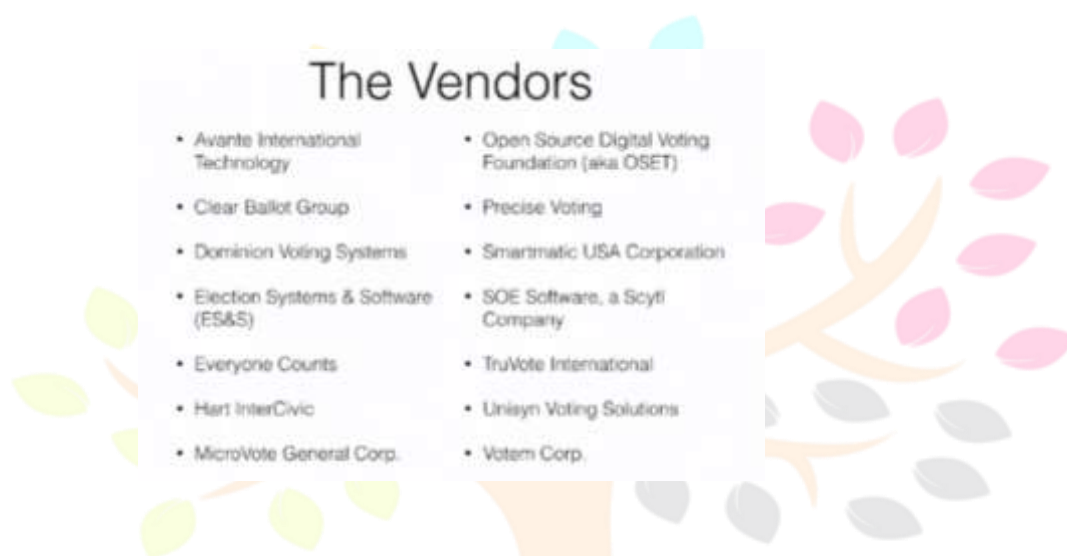 The Vendors
• Avante International
Technology
• Clear Ballot Group
• Dominion Voting Systems
• Election Systems & Software
(ES&S)
• Everyone Counts
• Hart InterCivic
• MicroVote General Corp.
• Open Source Digital Voting
Foundation (aka OSET)
• Precise Voting
• Smartmatic USA Corporation
• SOE Software, a Scytl
Company
• TruVote International
• Unisyn Voting Solutions
• Votem Corp.